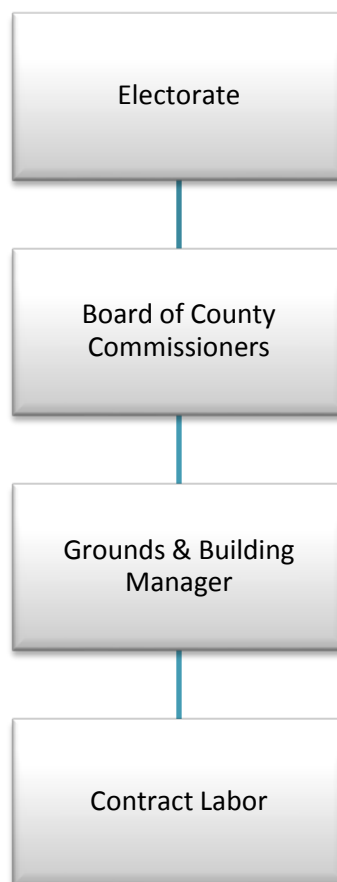 Electorate
Board of County
Commissioners
Grounds & Building
Manager
Contract Labor